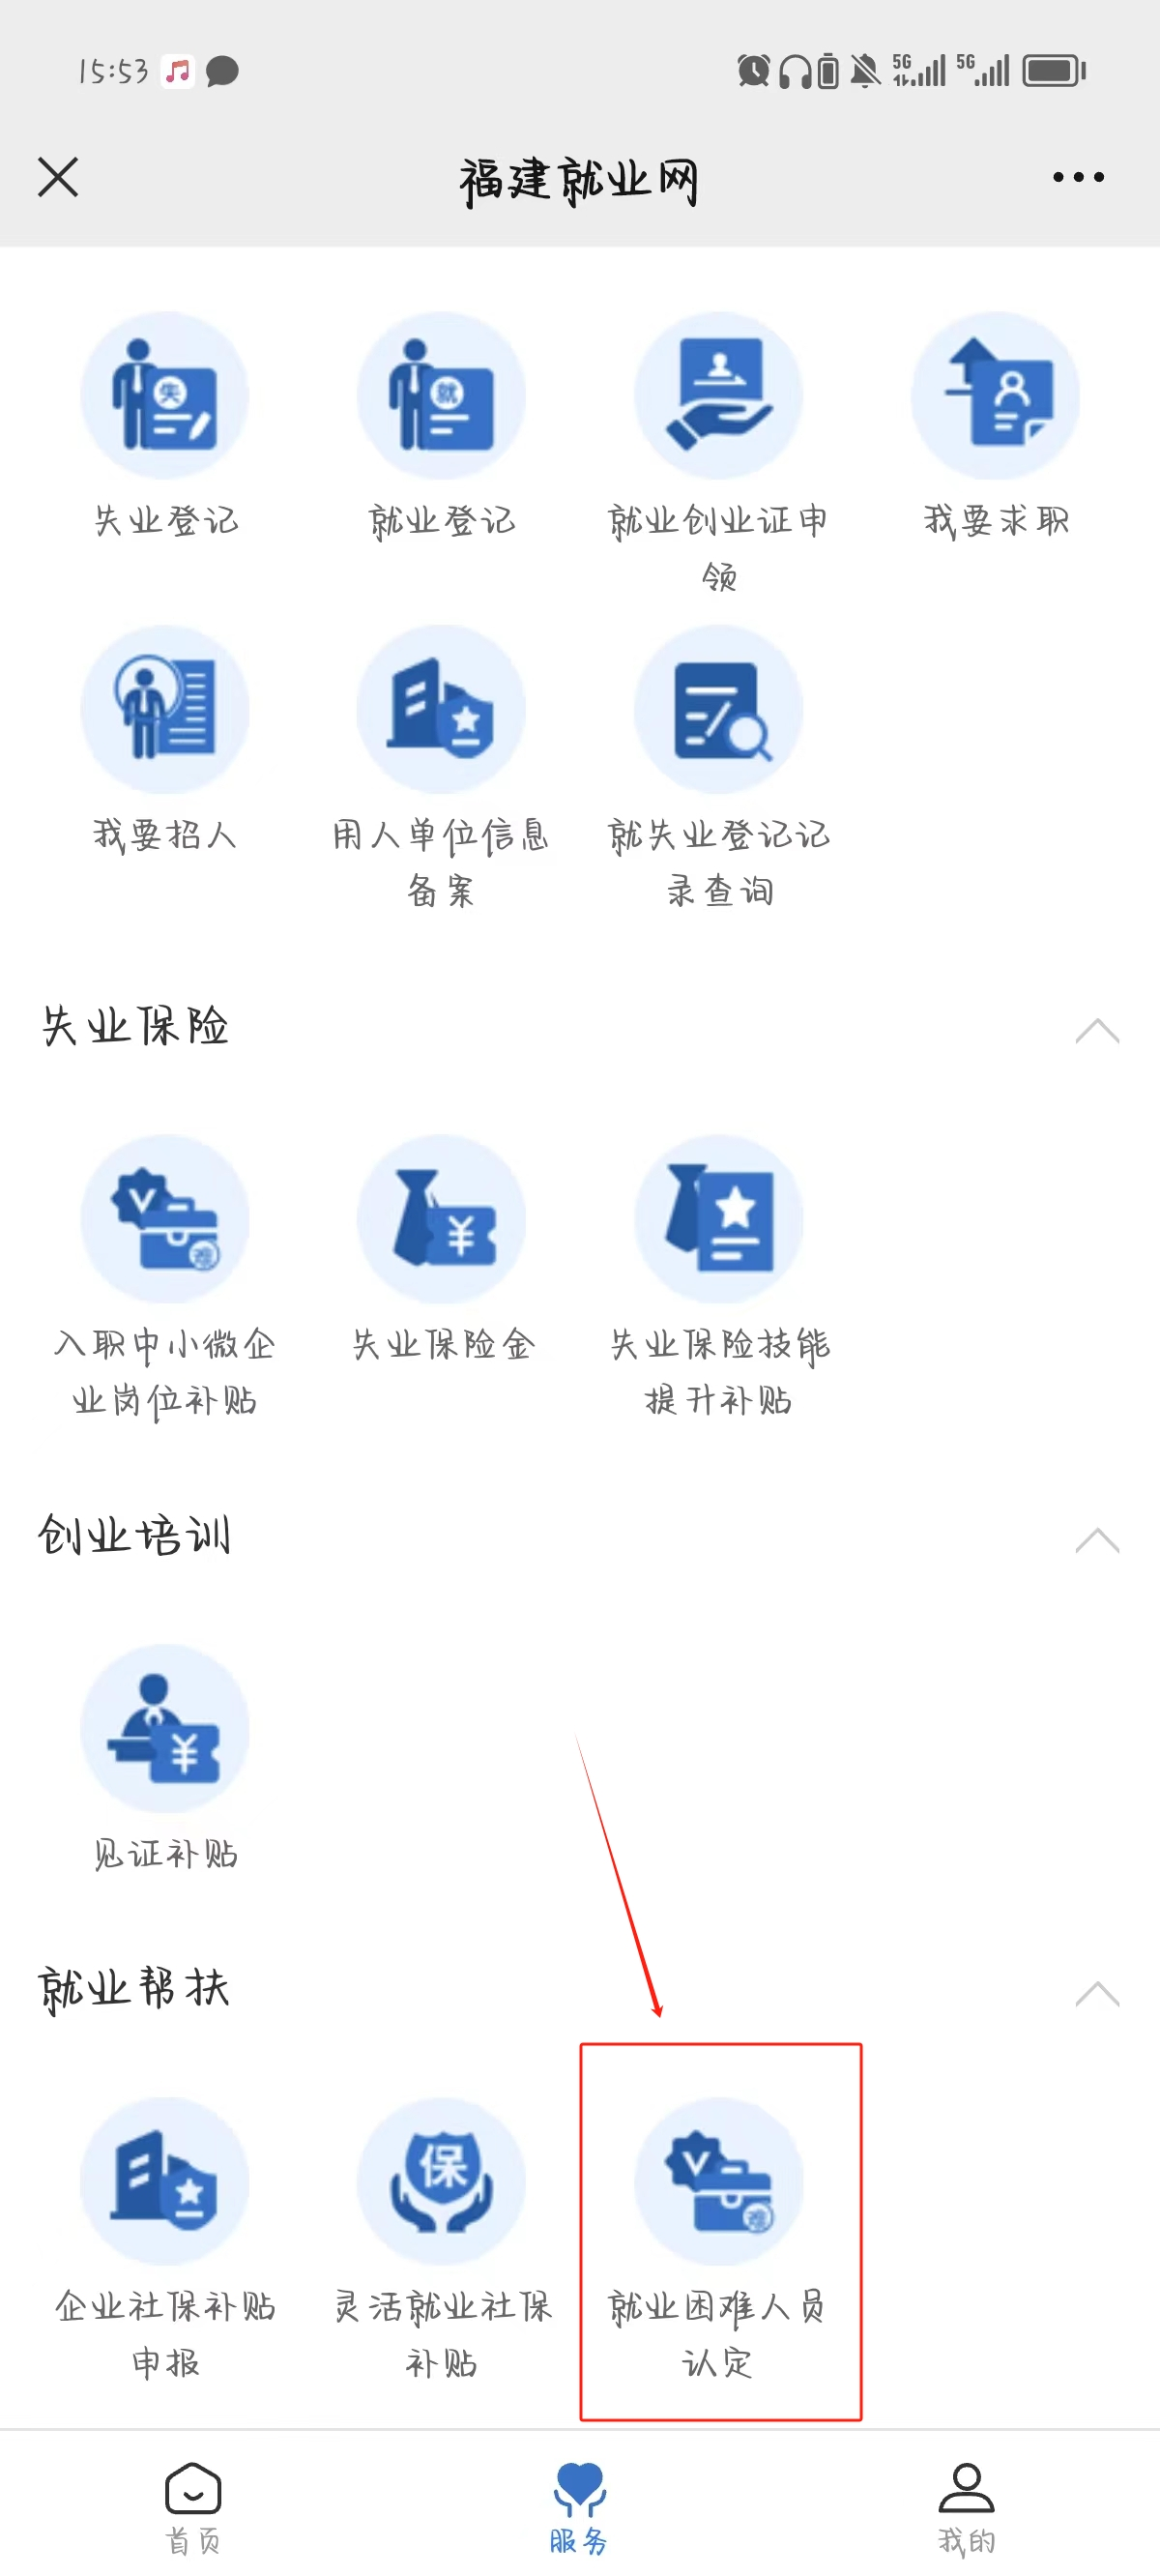 15:53
5G 5G
福建就业网
失 就
失业登记 就业登记 就业创业证申 我要求职
领
我要招人 用人单位信息 就失业登记记
备案 录查询
失业保险
V ¥
入职中小微企 失业保险金 失业保险技能
业岗位补贴 提升补贴
创业培训
¥
见证补贴
就业帮扶
保 V
企业社保补贴 灵活就业社保 就业困难人员
申报 补贴 认定
首页 服务 我的